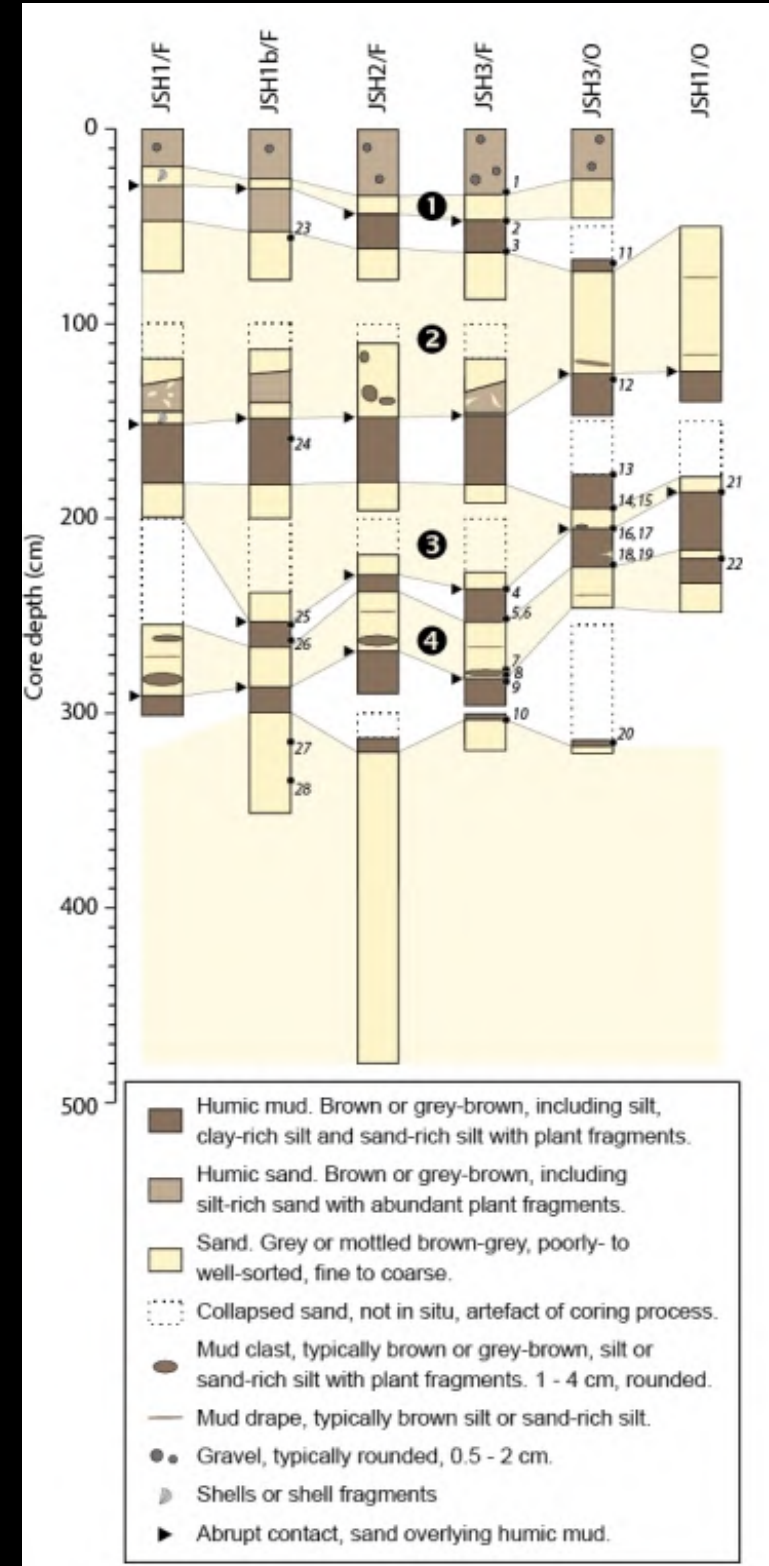 JSH1/F
JSH1b/F
JSH2/F
JSH3/F
JSH3/O
JSH1/O
Core depth (cm)
0
100
200
300
400
500
1
2
3
4
1
2
3
4
5,6
7
8
9
10
11
12
13
14,15
16,17
18,19
20
21
22
23
24
25
26
27
28
Humic mud. Brown or grey-brown, including silt,
clay-rich silt and sand-rich silt with plant fragments.
Humic sand. Brown or grey-brown, including
silt-rich sand with abundant plant fragments.
Sand. Grey or mottled brown-grey, poorly- to
well-sorted, fine to coarse.
Collapsed sand, not in situ, artefact of coring process.
Mud clast, typically brown or grey-brown, silt or
sand-rich silt with plant fragments. 1 - 4 cm, rounded.
Mud drape, typically brown silt or sand-rich silt.
Gravel, typically rounded, 0.5 - 2 cm.
Shells or shell fragments
Abrupt contact, sand overlying humic mud.